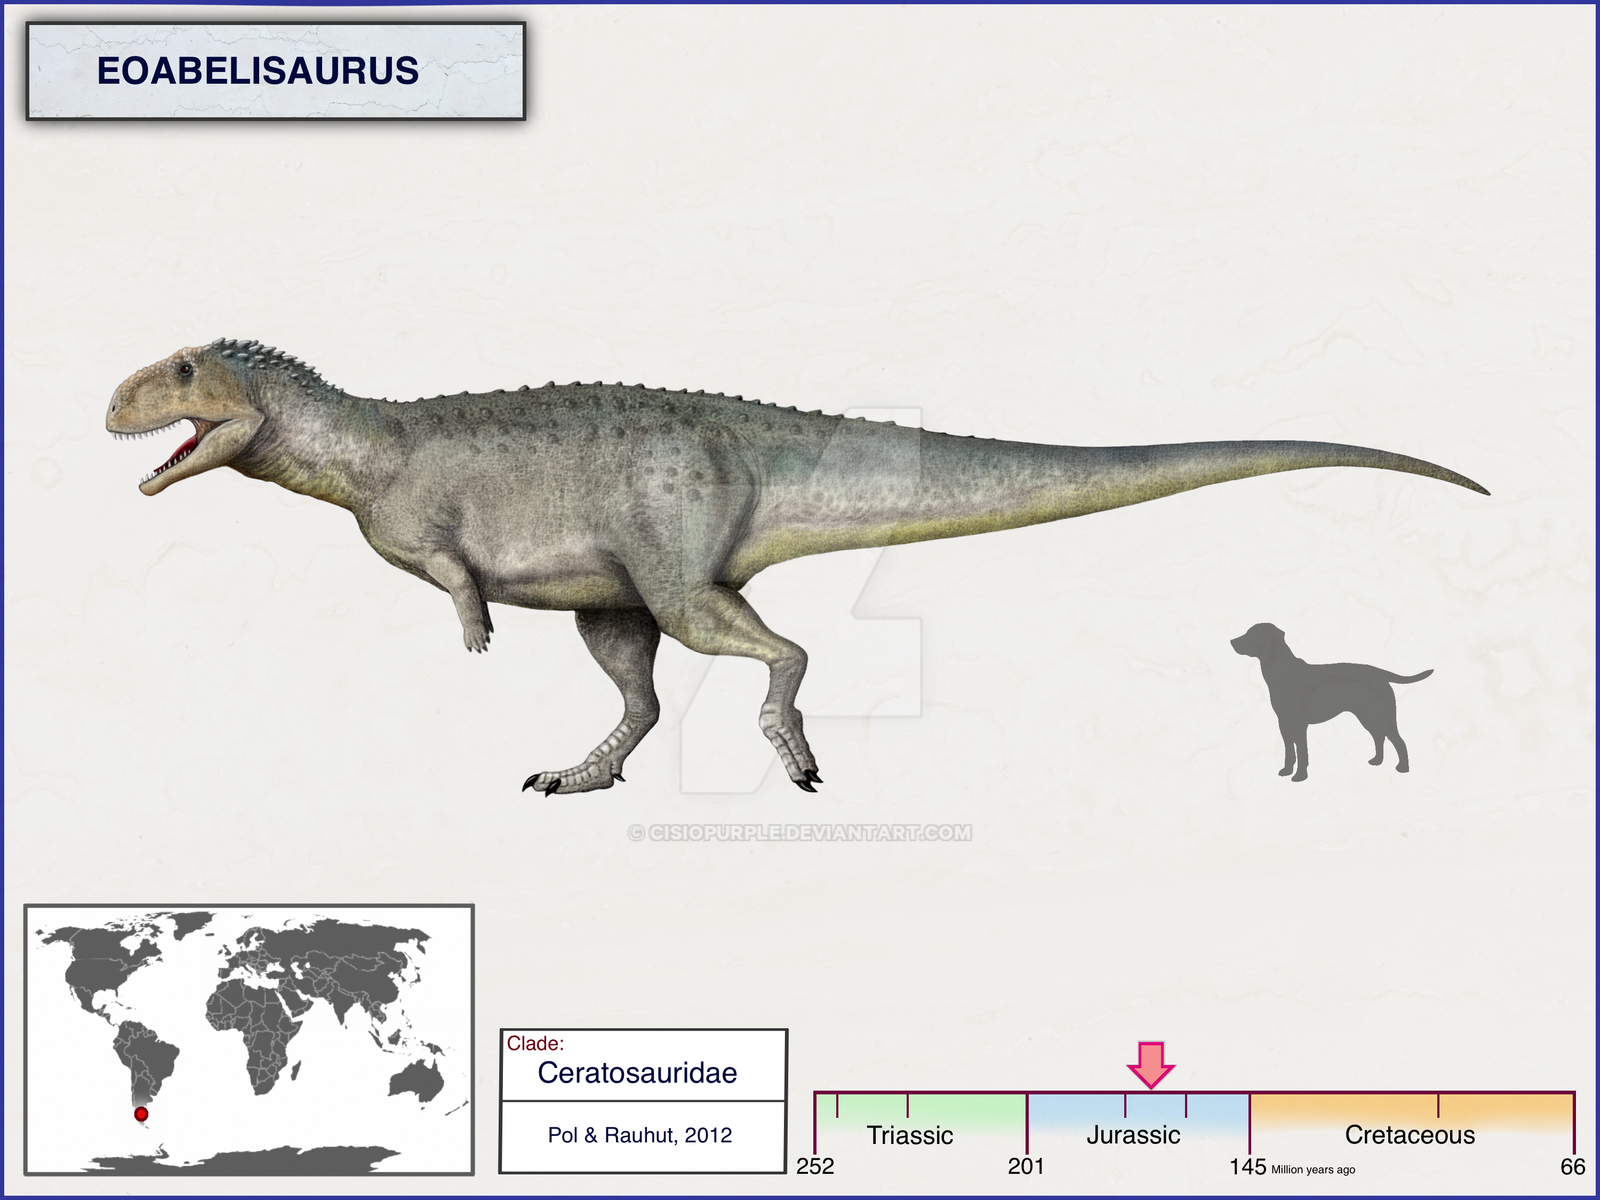 EOABELISAURUS
© CISIOPURPLE.DEVIANTART.COM
Clade:
Ceratosauridae
Pol & Rauhut, 2012
Triassic Jurassic Cretaceous
252 201 145 Million years ago 66